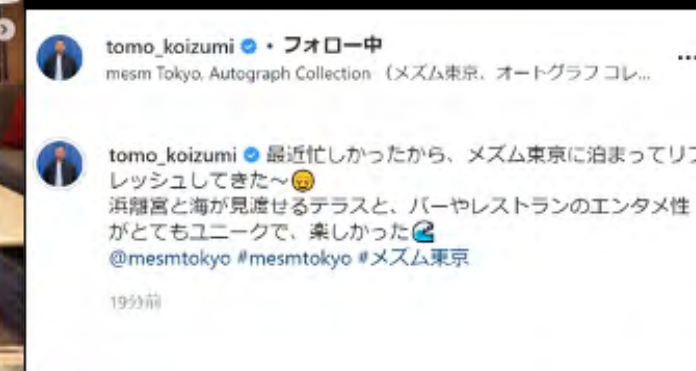 tomo_koizumi • フォロー中
mesm Tokyo, Autograph Collection （メズム東京、オートグラフ コレ...
tomo_koizumi 最近忙しかったから、メズム東京に泊まってリフ
レッシュしてきた〜😄
浜離宮と海が見渡せるテラスと、バーやレストランのエンタメ性
がとてもユニークで、楽しかった🌊
@mesmtokyo #mesmtokyo #メズム東京
19分前